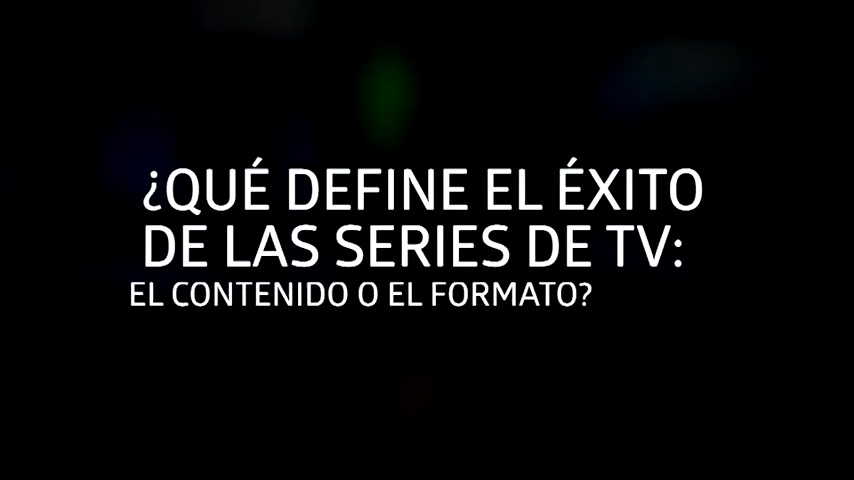 ¿QUÉ DEFINE EL ÉXITO
DE LAS SERIES DE TV:
EL CONTENIDO O EL FORMATO?